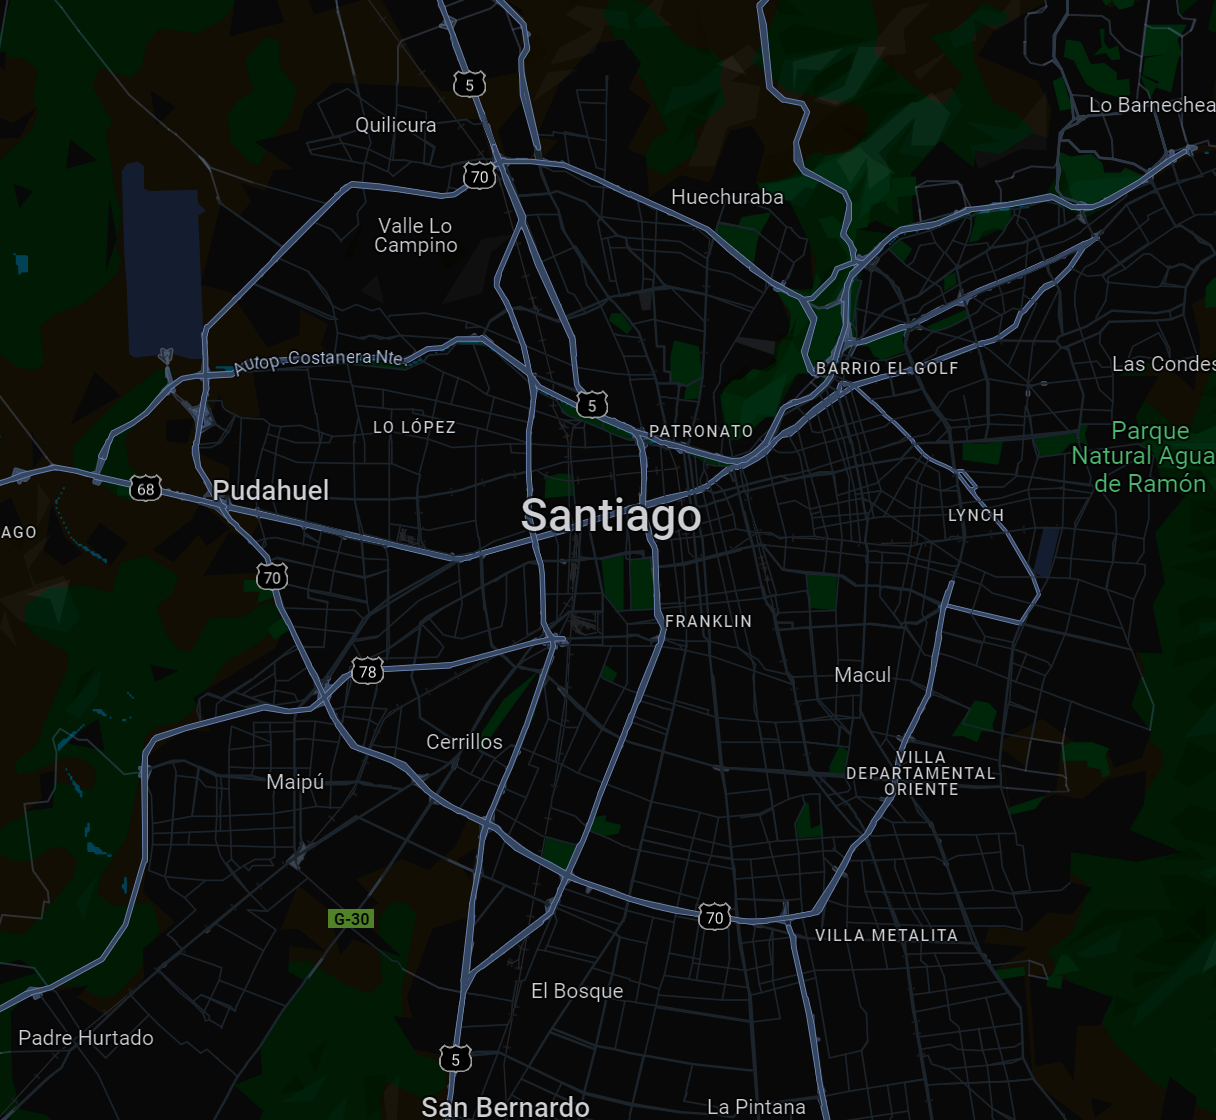 5
Lo Barnechea
Quilicura
70
Huechuraba
Valle Lo
Campino
Autop. Costanera Nte.
BARRIO EL GOLF
Las Condes
5
LO LÓPEZ
PATRONATO
Parque
Natural Agua
de Ramón
68
Pudahuel
Santiago
LYNCH
AGO
70
FRANKLIN
78
Macul
Cerrillos
VILLA
DEPARTAMENTAL
ORIENTE
Maipú
G-30
70
VILLA METALITA
El Bosque
Padre Hurtado
5
San Bernardo
La Pintana